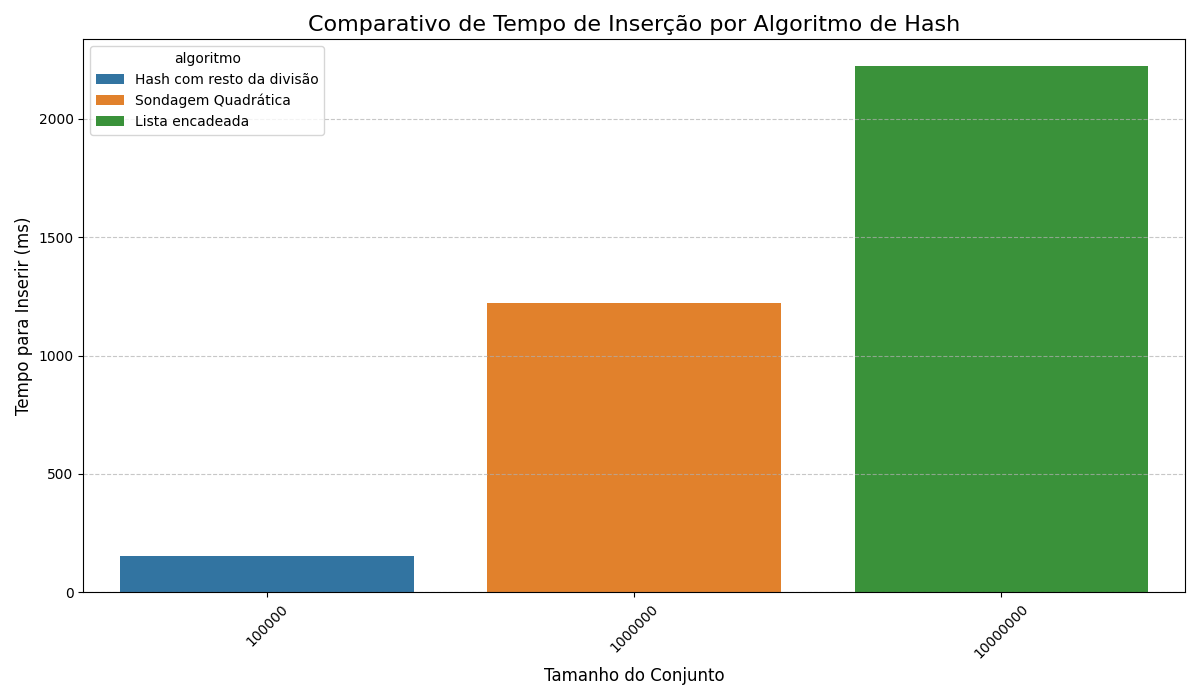 Comparativo de Tempo de Inserção por Algoritmo de Hash
algoritmo
Hash com resto da divisão
Sondagem Quadrática
Lista encadeada
Tempo para Inserir (ms)
2000
1500
1000
500
0
100000
1000000
10000000
Tamanho do Conjunto